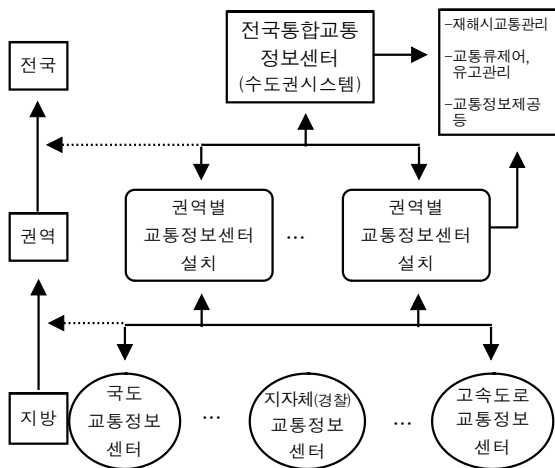 전국통합교통
정보센터
(수도권시스템)
–재해시교통관리
–교통류제어,
유고관리
–교통정보제공
등
전국
권역
권역별
교통정보센터
설치
…
권역별
교통정보센터
설치
지방
국도
교통정보
센터
…
지자체(경찰)
교통정보
센터
…
고속도로
교통정보
센터